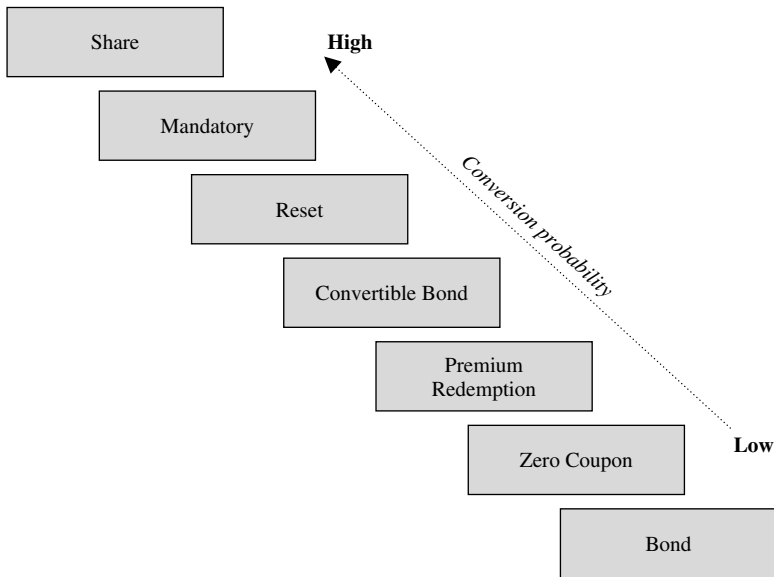 Share
High
Mandatory
Conversion probability
Reset
Convertible Bond
Premium
Redemption
Low
Zero Coupon
Bond